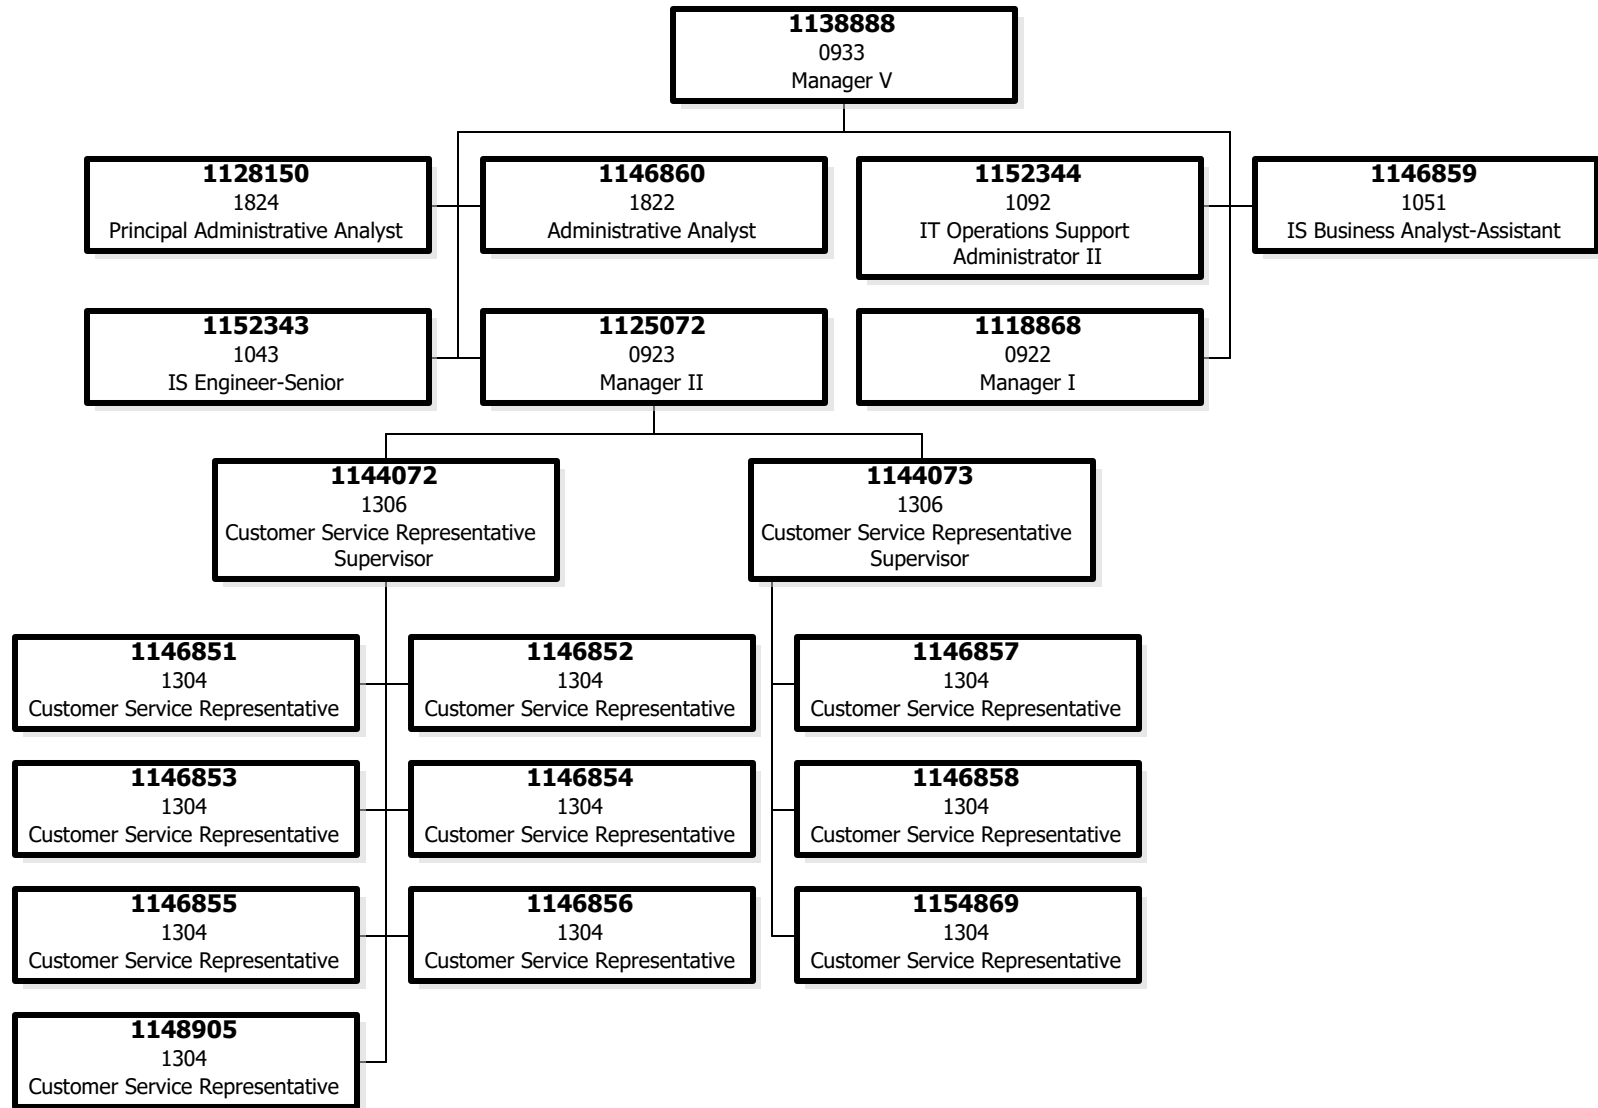 1138888
0933
Manager V
1128150
1824
Principal Administrative Analyst
1146860
1822
Administrative Analyst
1152344
1092
IT Operations Support
Administrator II
1146859
1051
IS Business Analyst-Assistant
1152343
1043
IS Engineer-Senior
1125072
0923
Manager II
1118868
0922
Manager I
1144072
1306
Customer Service Representative
Supervisor
1144073
1306
Customer Service Representative
Supervisor
1146851
1304
Customer Service Representative
1146852
1304
Customer Service Representative
1146857
1304
Customer Service Representative
1146853
1304
Customer Service Representative
1146854
1304
Customer Service Representative
1146858
1304
Customer Service Representative
1146855
1304
Customer Service Representative
1146856
1304
Customer Service Representative
1154869
1304
Customer Service Representative
1148905
1304
Customer Service Representative